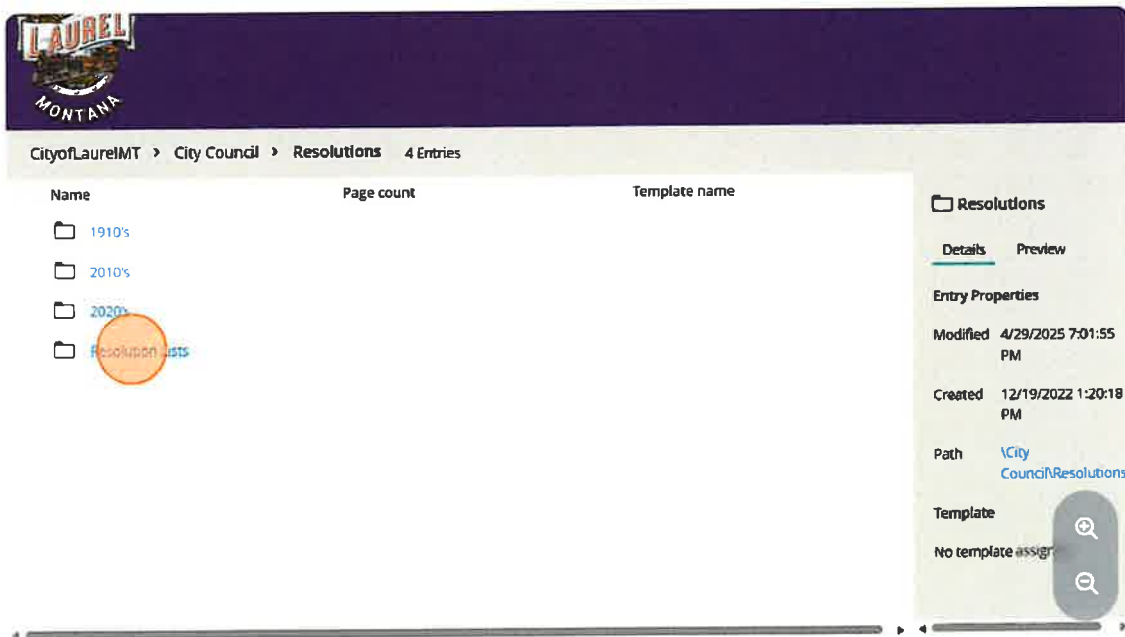 LAUREL
MONTANA
CityofLaurelMT > City Council > Resolutions 4 Entries
Name Page count Template name
1910's
2010's
2020's
Resolution Lists
Resolutions
Details Preview
Entry Properties
Modified 4/29/2025 7:01:55
PM
Created 12/19/2022 1:20:18
PM
Path \City
Council\Resolutions
Template
No template